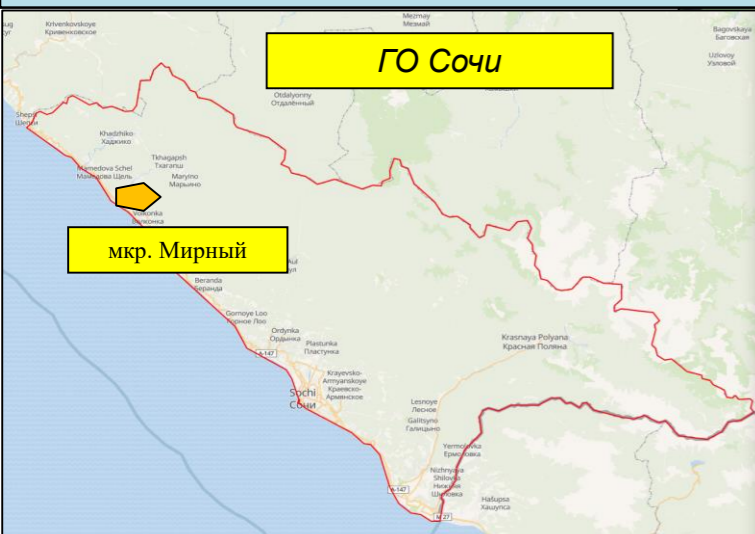 Krivenkovskoye
Кривенковское
Mezmay
Мезмай
Bagovskaya
Баговская
Uzlovoy
Узловой
ГО Сочи
Otdalyonny
Отдалённый
Shepsi
Шепси
Khadzhiko
Хаджико
Tkhagapsh
Тхагапш
Mamedova Schel
Мамедова Щель
Maryino
Марьино
Volkonka
Волконка
мкр. Мирный
Beranda
Беранда
Gornoye Loo
Горное Лоо
Ordynka
Ордынка
А-147
Plastunka
Пластунка
Krasnaya Polyana
Красная Поляна
Krayevsko-
Armyanskoye
Краевско-
Армянское
Sochi
Сочи
Lesnoye
Лесное
Galitsyno
Галицыно
Yermolovka
Ермоловка
Nizhnyaya
Shilovka
Нижняя
Шиловка
А-147
Hašupsa
Хашупса